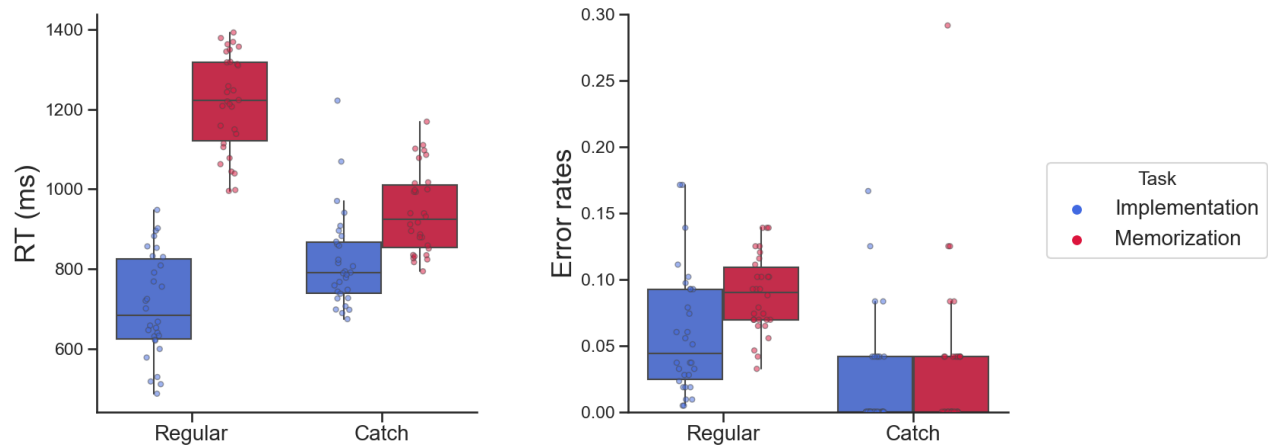 RT (ms)
1400
1200
1000
800
600
Regular
Catch
Error rates
0.30
0.25
0.20
0.15
0.10
0.05
0.00
Regular
Catch
Task
Implementation
Memorization